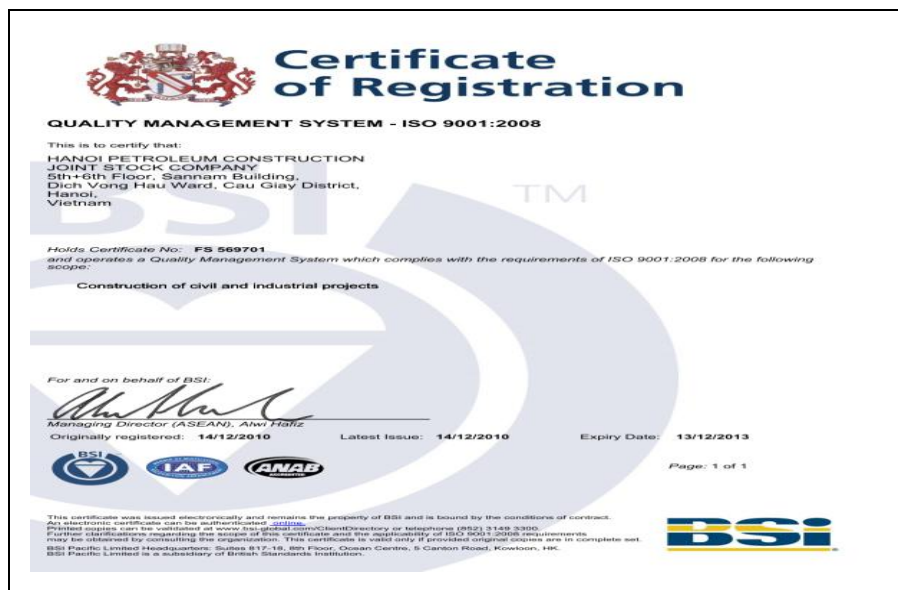 Certificate
of Registration
QUALITY MANAGEMENT SYSTEM - ISO 9001:2008
This is to certify that:
HANOI PETROLEUM CONSTRUCTION
JOINT STOCK COMPANY
5th+6th Floor, Sannam Building,
Dich Vong Hau Ward, Cau Giay District,
Hanoi,
Vietnam
BSI
TM
Holds Certificate No: FS 569701
and operates a Quality Management System which complies with the requirements of ISO 9001:2008 for the following
scope:
Construction of civil and industrial projects
For and on behalf of BSI:
Managing Director (ASEAN), Alwi Hafiz
Originally registered: 14/12/2010 Latest Issue: 14/12/2010 Expiry Date: 13/12/2013
BSI
IAF
ANAB
ACCREDITED
Page: 1 of 1
This certificate was issued electronically and remains the property of BSI and is bound by the conditions of contract.
An electronic certificate can be authenticated online.
Printed copies can be validated at www.bsi-global.com/ClientDirectory or telephone (852) 3149 3300.
Further clarifications regarding the scope of this certificate and the applicability of ISO 9001:2008 requirements
may be obtained by consulting the organization. This certificate is valid only if provided original copies are in complete set.
BSI Pacific Limited Headquarters: Suites 817-18, 8th Floor, Ocean Centre, 5 Canton Road, Kowloon, HK.
BSI Pacific Limited is a subsidiary of British Standards Institution.
BSi